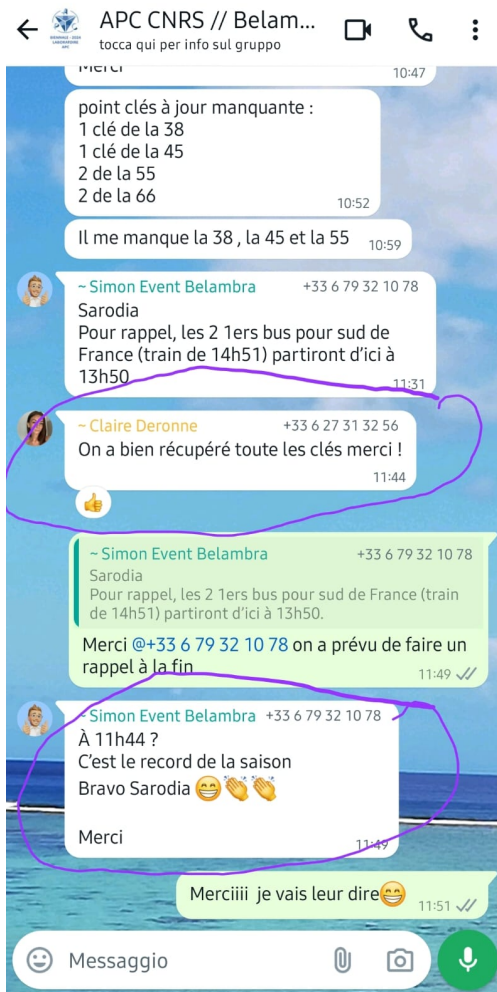 APC CNRS // Belam...
tocca qui per info sul gruppo
Merci
10:47
point clés à jour manquante :
1 clé de la 38
1 clé de la 45
2 de la 55
2 de la 66
10:52
Il me manque la 38 , la 45 et la 55 10:59
~ Simon Event Belambra +33 6 79 32 10 78
Sarodia
Pour rappel, les 2 1ers bus pour sud de
France (train de 14h51) partiront d'ici à
13h50
11:31
~ Claire Deronne +33 6 27 31 32 56
On a bien récupéré toute les clés merci !
11:44
~ Simon Event Belambra +33 6 79 32 10 78
Sarodia
Pour rappel, les 2 1ers bus pour sud de France (train
de 14h51) partiront d'ici à 13h50.
Merci @+33 6 79 32 10 78 on a prévu de faire un
rappel à la fin
11:49
~ Simon Event Belambra +33 6 79 32 10 78
À 11h44 ?
C'est le record de la saison
Bravo Sarodia 😁👏👏
Merci
11:49
Merciiii je vais leur dire😁 11:51
Messaggio